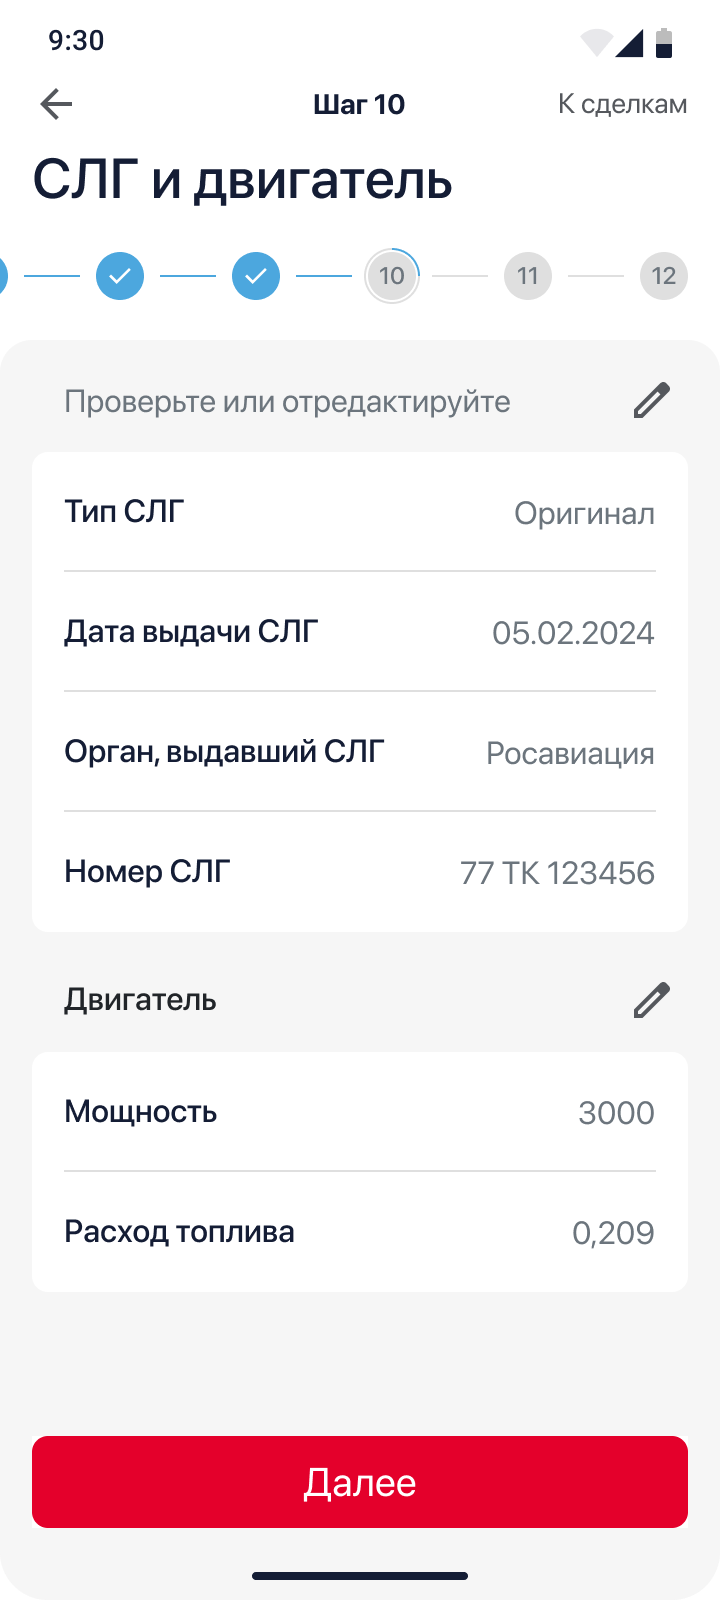 9:30
Шаг 10
К сделкам
СЛГ и двигатель
10 11 12
Проверьте или отредактируйте
Тип СЛГ Оригинал
Дата выдачи СЛГ 05.02.2024
Орган, выдавший СЛГ Росавиация
Номер СЛГ 77 ТК 123456
Двигатель
Мощность 3000
Расход топлива 0,209
Далее